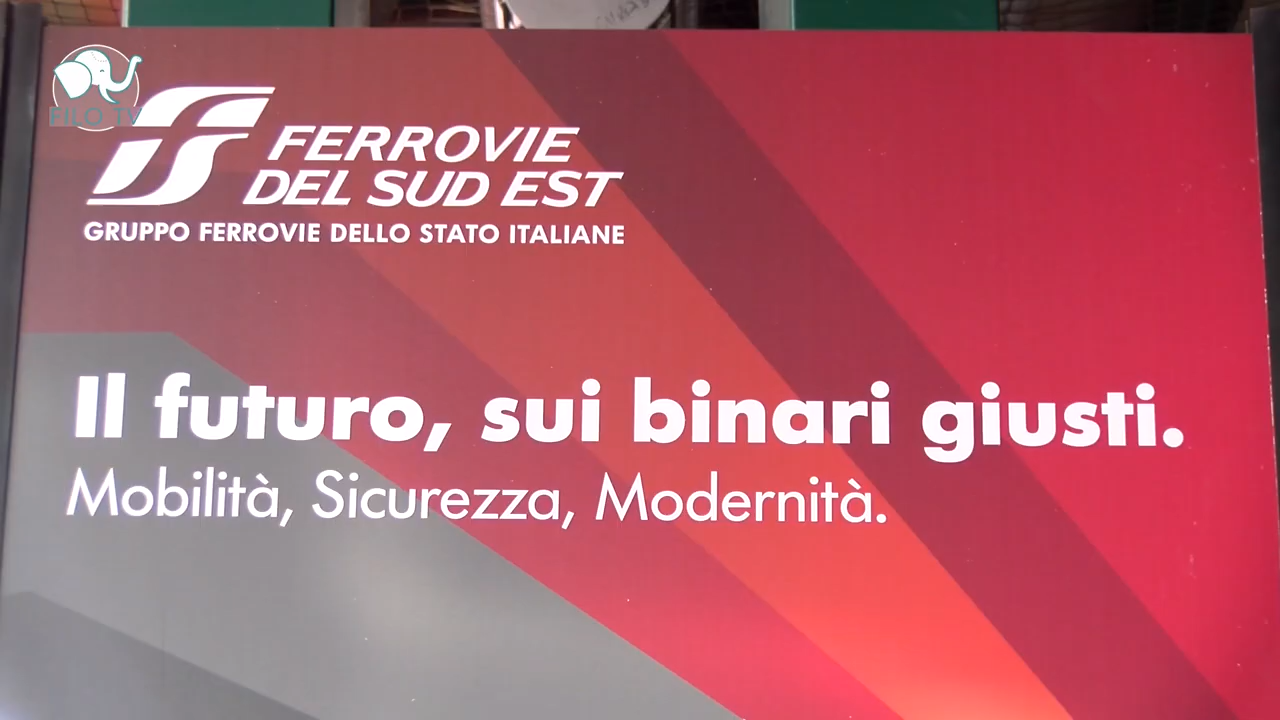 FILO TV
FERROVIE
DEL SUD EST
GRUPPO FERROVIE DELLO STATO ITALIANE
Il futuro, sui binari giusti.
Mobilità, Sicurezza, Modernità.